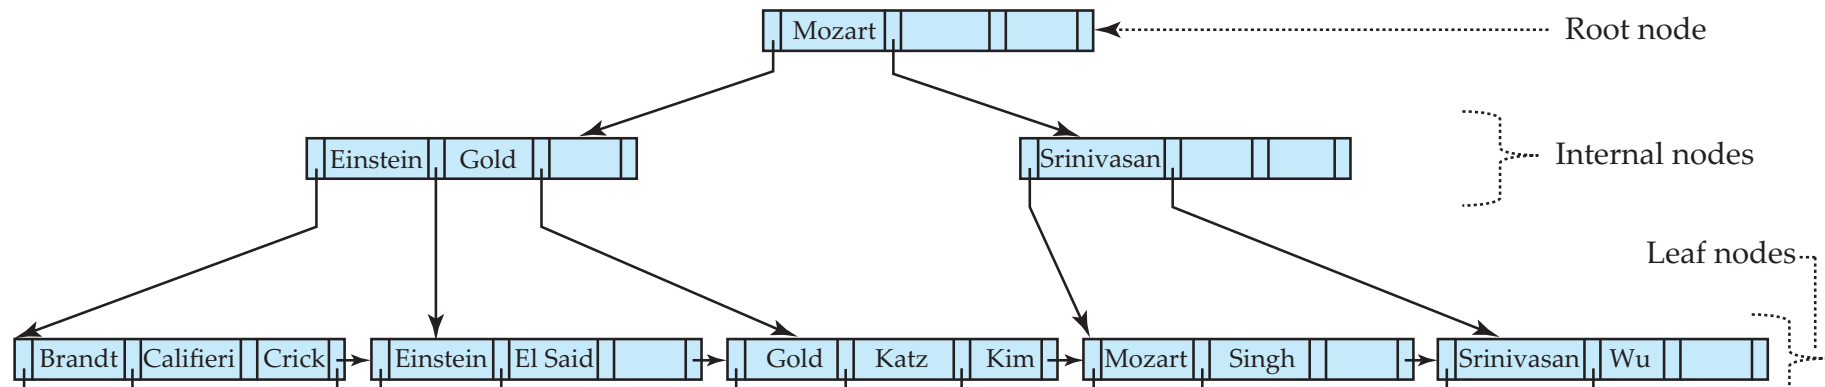 Mozart
Root node
Einstein Gold
Srinivasan
Internal nodes
Leaf nodes
Brandt Califieri Crick
Einstein El Said
Gold Katz Kim
Mozart Singh
Srinivasan Wu